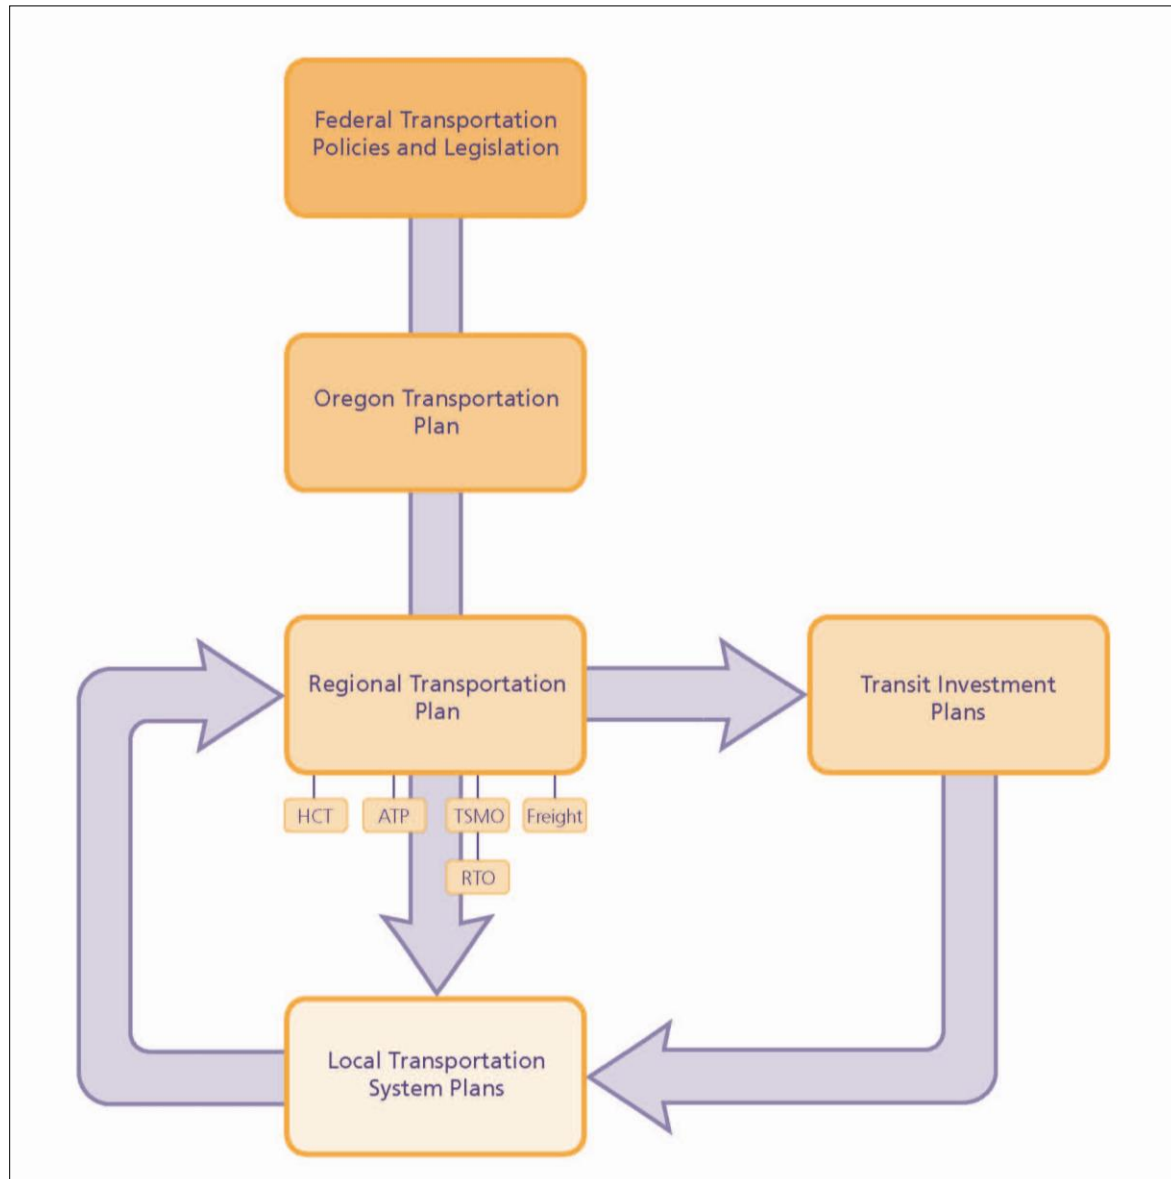 Federal Transportation
Policies and Legislation
Oregon Transportation
Plan
Regional Transportation
Plan
Transit Investment
Plans
HCT
ATP
TSMO
Freight
RTO
Local Transportation
System Plans